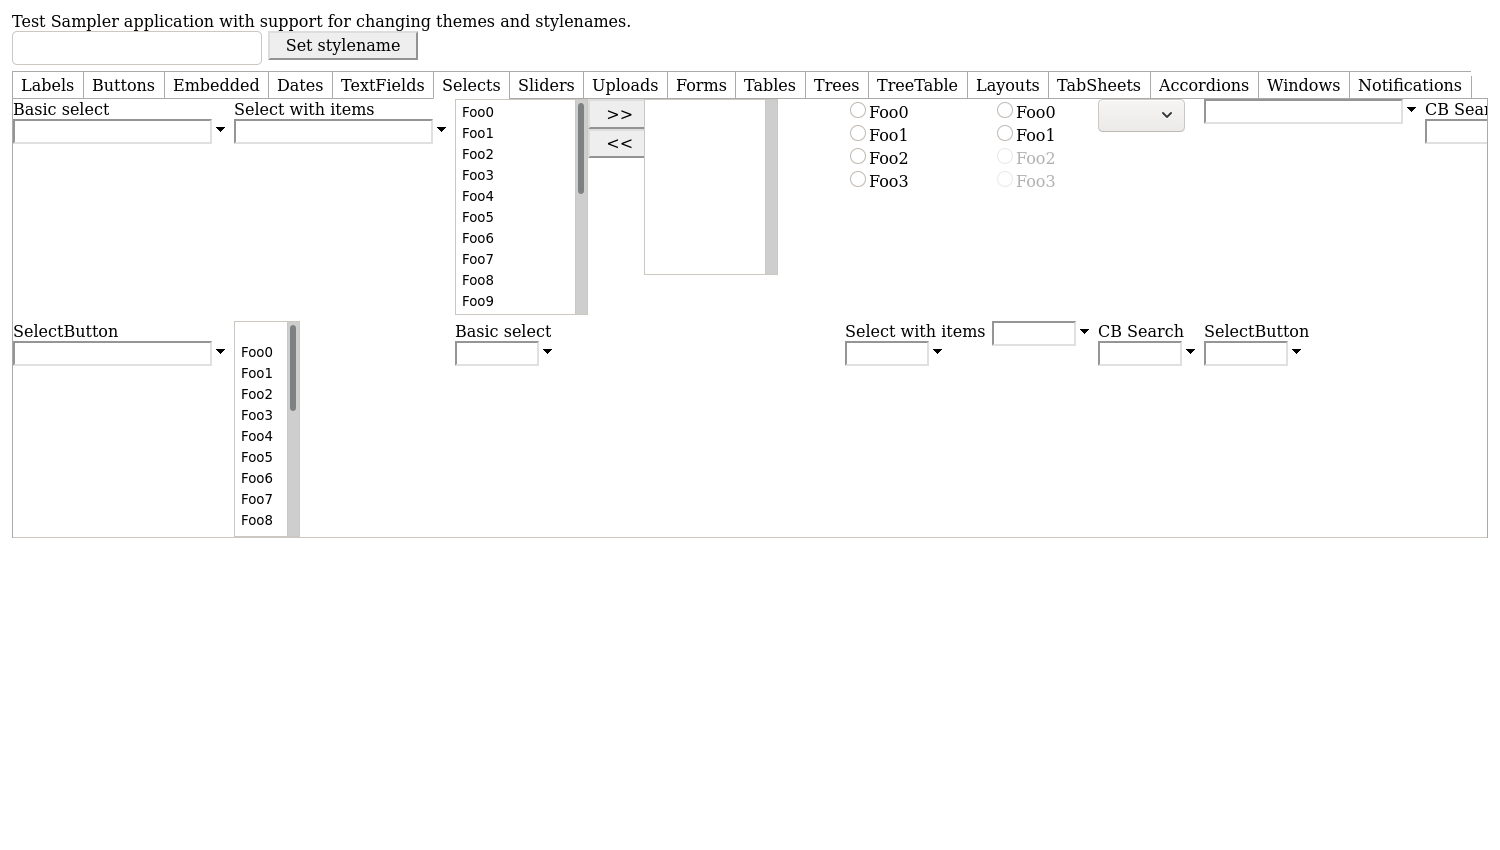 Test Sampler application with support for changing themes and stylenames.
Set stylename
Labels Buttons Embedded Dates TextFields Selects Sliders Uploads Forms Tables Trees TreeTable Layouts TabSheets Accordions Windows Notifications
Basic select
Select with items
Foo0
Foo1
Foo2
Foo3
Foo4
Foo5
Foo6
Foo7
Foo8
Foo9
>>
<<
Foo0
Foo1
Foo2
Foo3
Foo0
Foo1
Foo2
Foo3
CB Sear
SelectButton
Foo0
Foo1
Foo2
Foo3
Foo4
Foo5
Foo6
Foo7
Foo8
Basic select
Select with items
CB Search
SelectButton